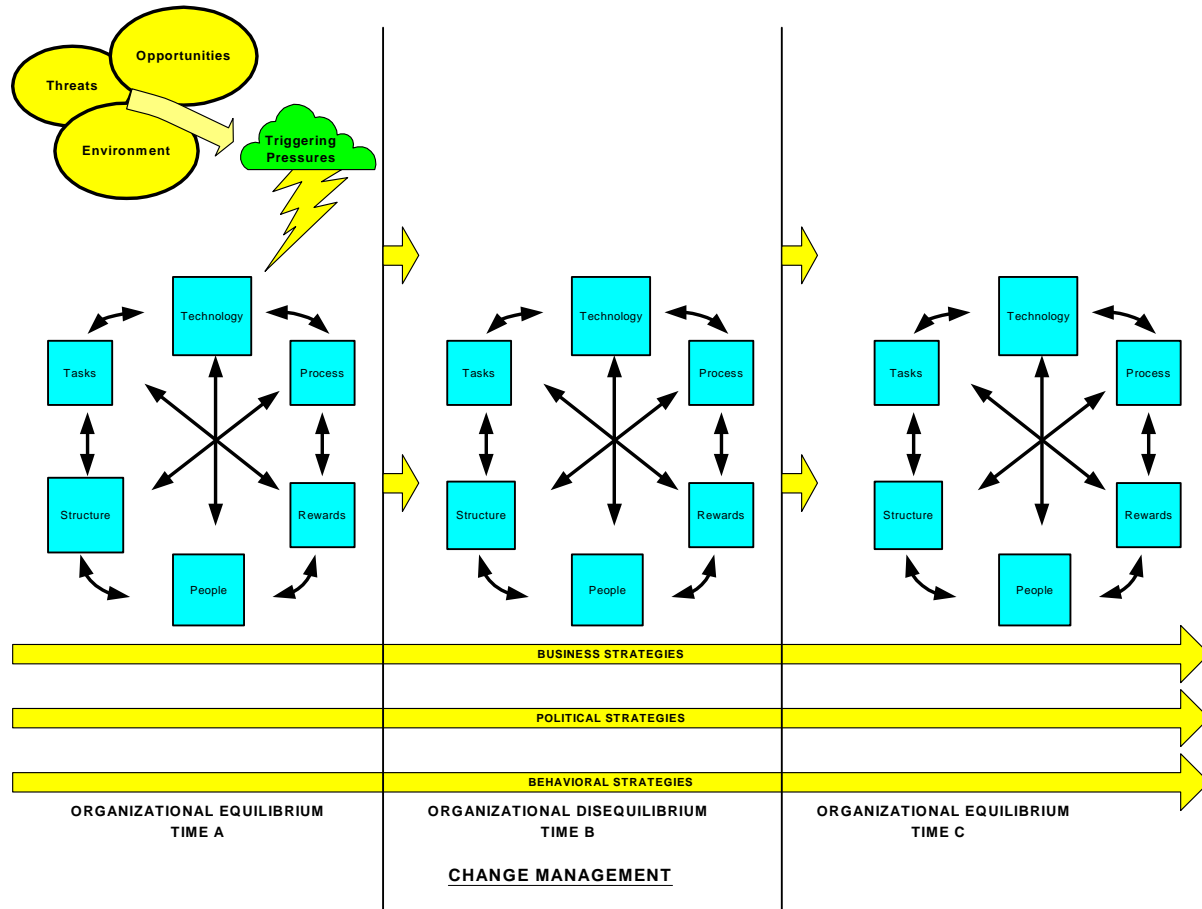 Opportunities
Threats
Environment
Triggering
Pressures
Technology
Tasks
Process
Structure
Rewards
People
Technology
Tasks
Process
Structure
Rewards
People
Technology
Tasks
Process
Structure
Rewards
People
BUSINESS STRATEGIES
POLITICAL STRATEGIES
BEHAVIORAL STRATEGIES
ORGANIZATIONAL EQUILIBRIUM
TIME A
ORGANIZATIONAL DISEQUILIBRIUM
TIME B
ORGANIZATIONAL EQUILIBRIUM
TIME C
CHANGE MANAGEMENT